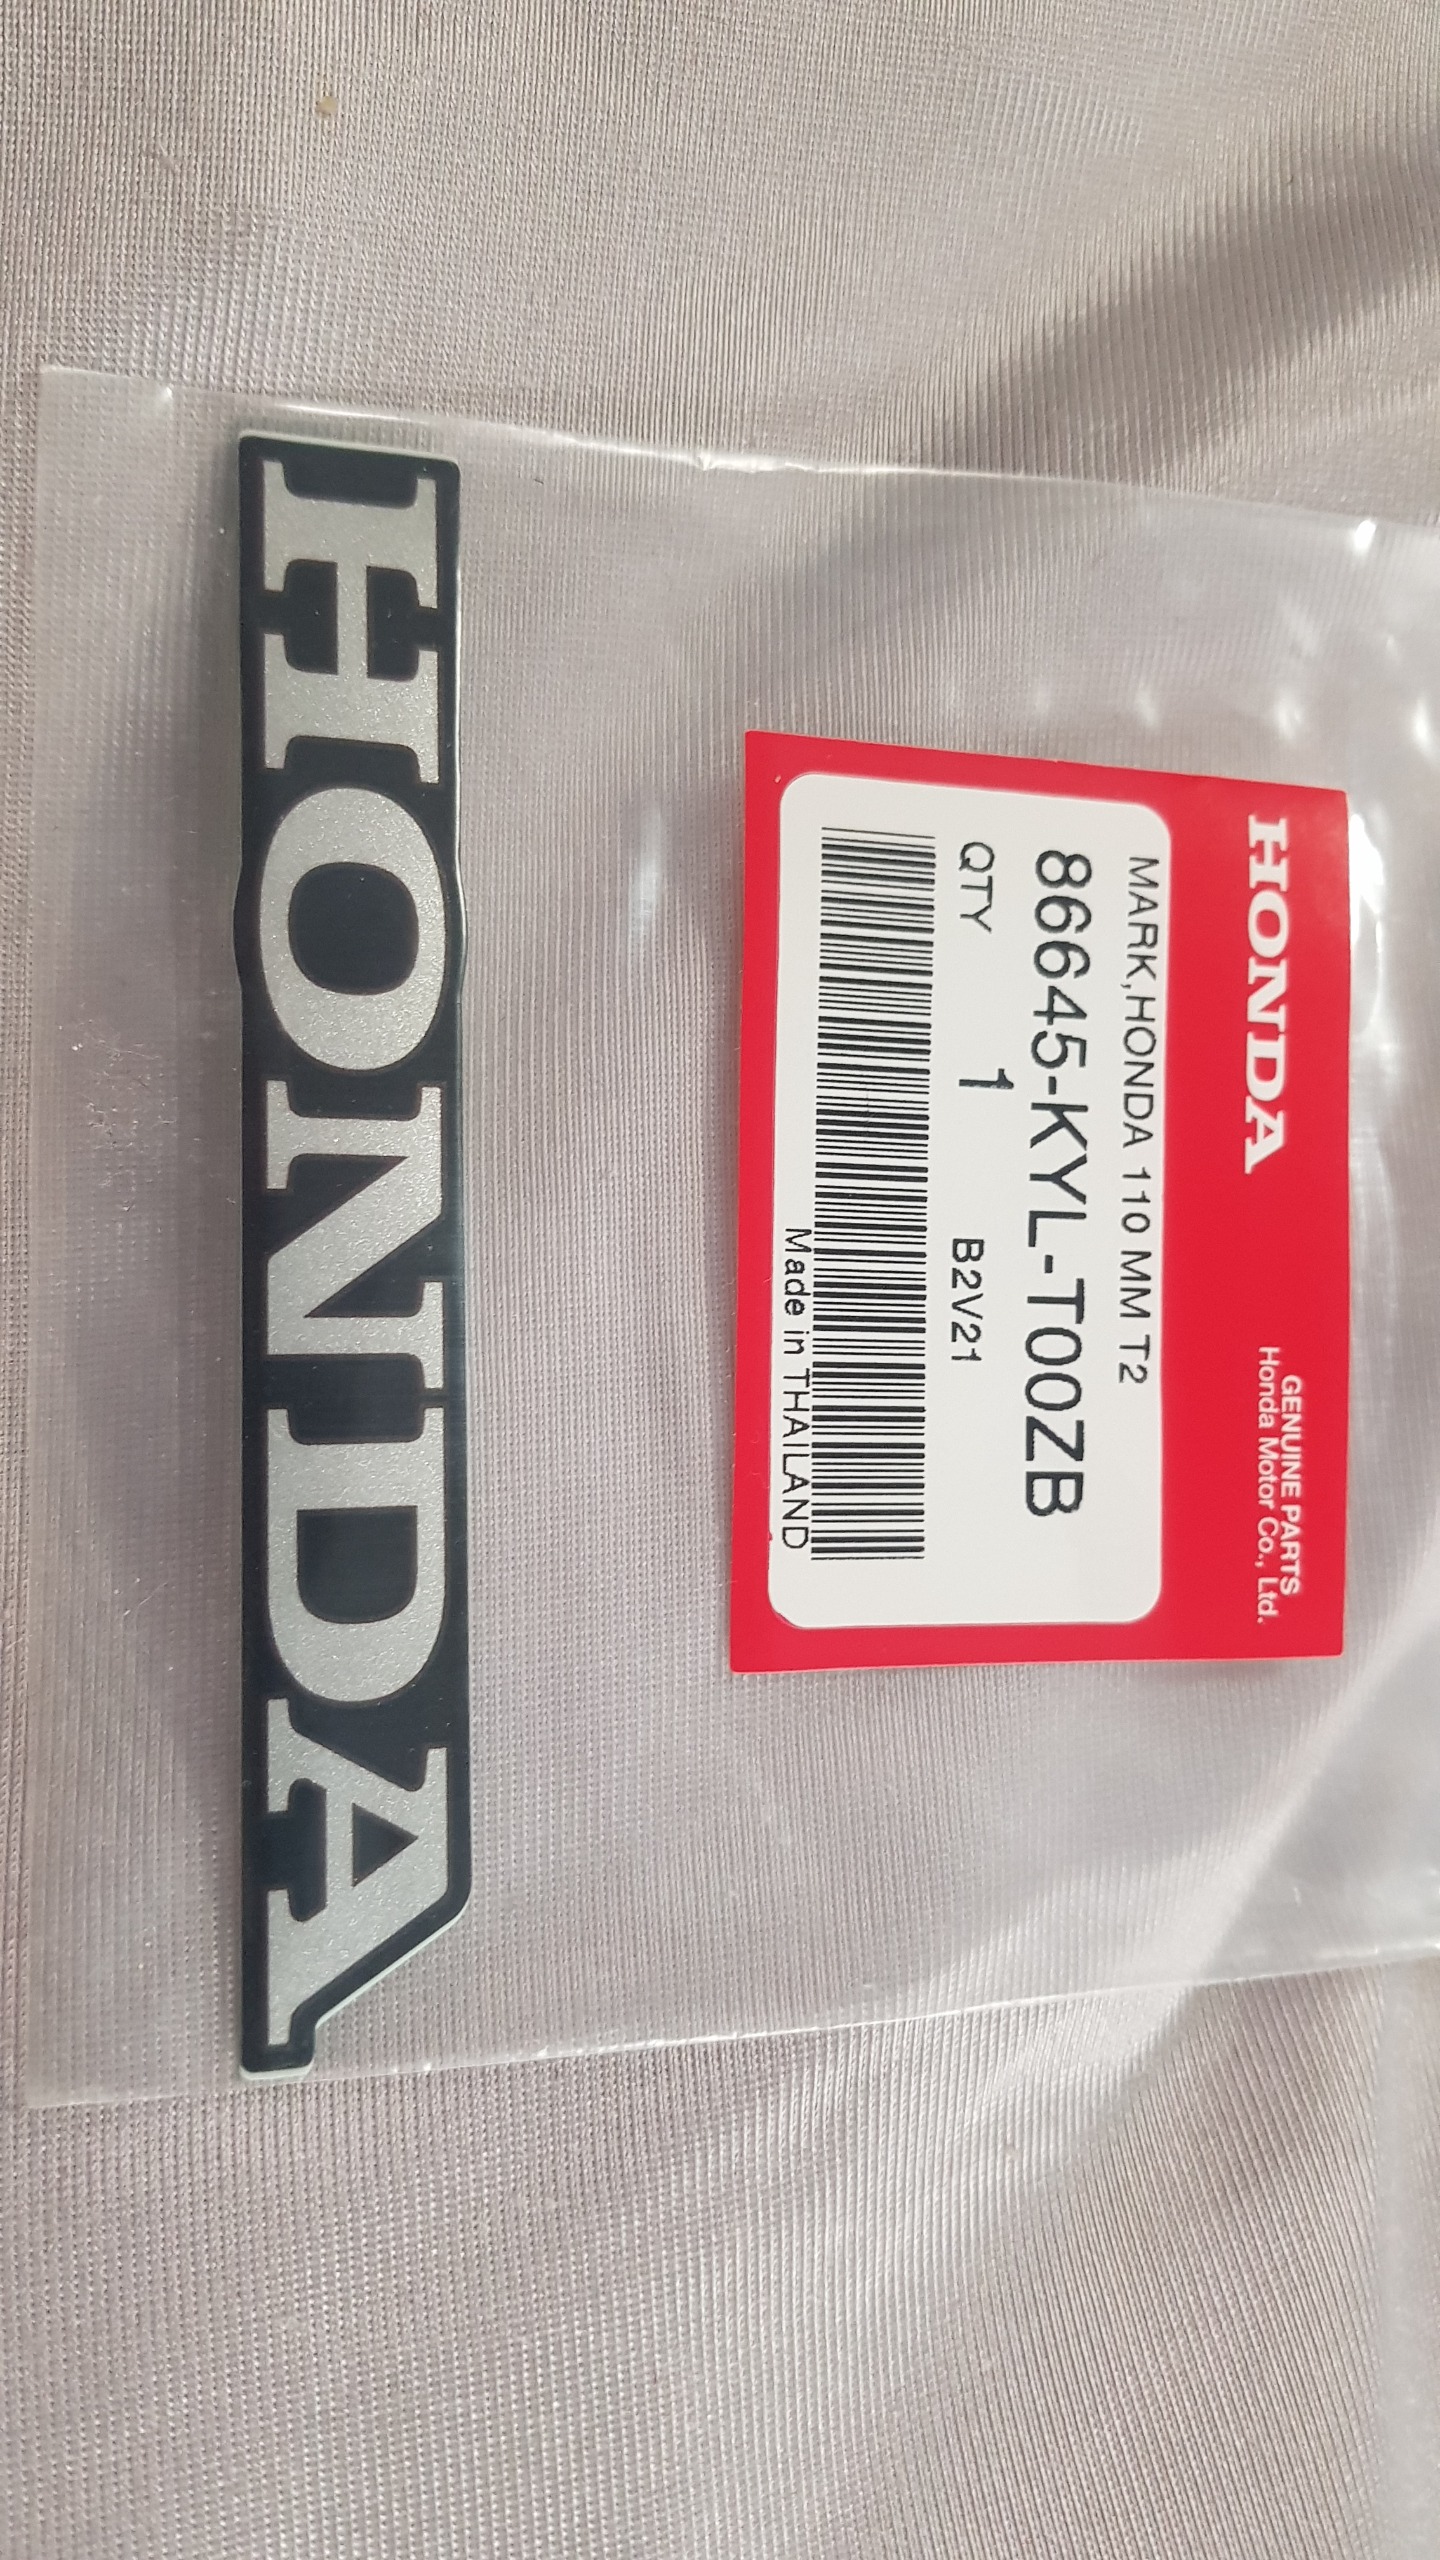 HONDA
GENUINE PARTS
Honda Motor Co., Ltd.
MARK,HONDA 110 MM T2
86645-KYL-T00ZB
QTY 1 B2V21
Made in THAILAND
HONDA